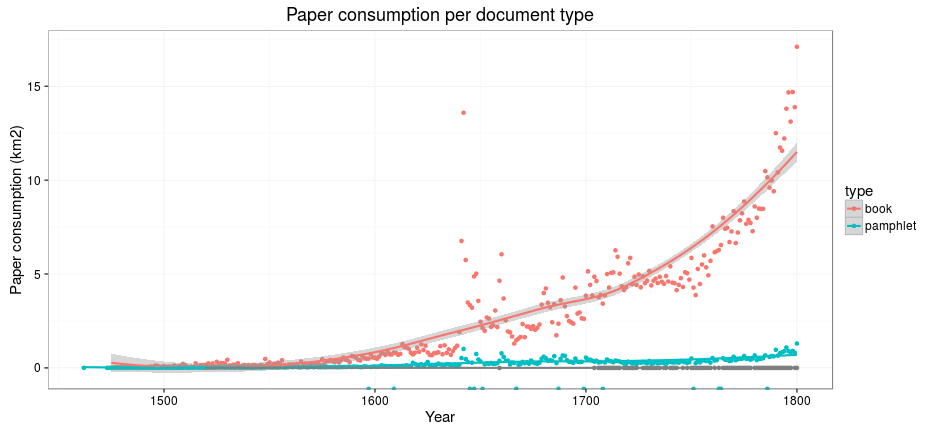 Paper consumption per document type
Paper consumption (km2)
15
10
5
0
1500
1600
1700
1800
Year
type
book
pamphlet